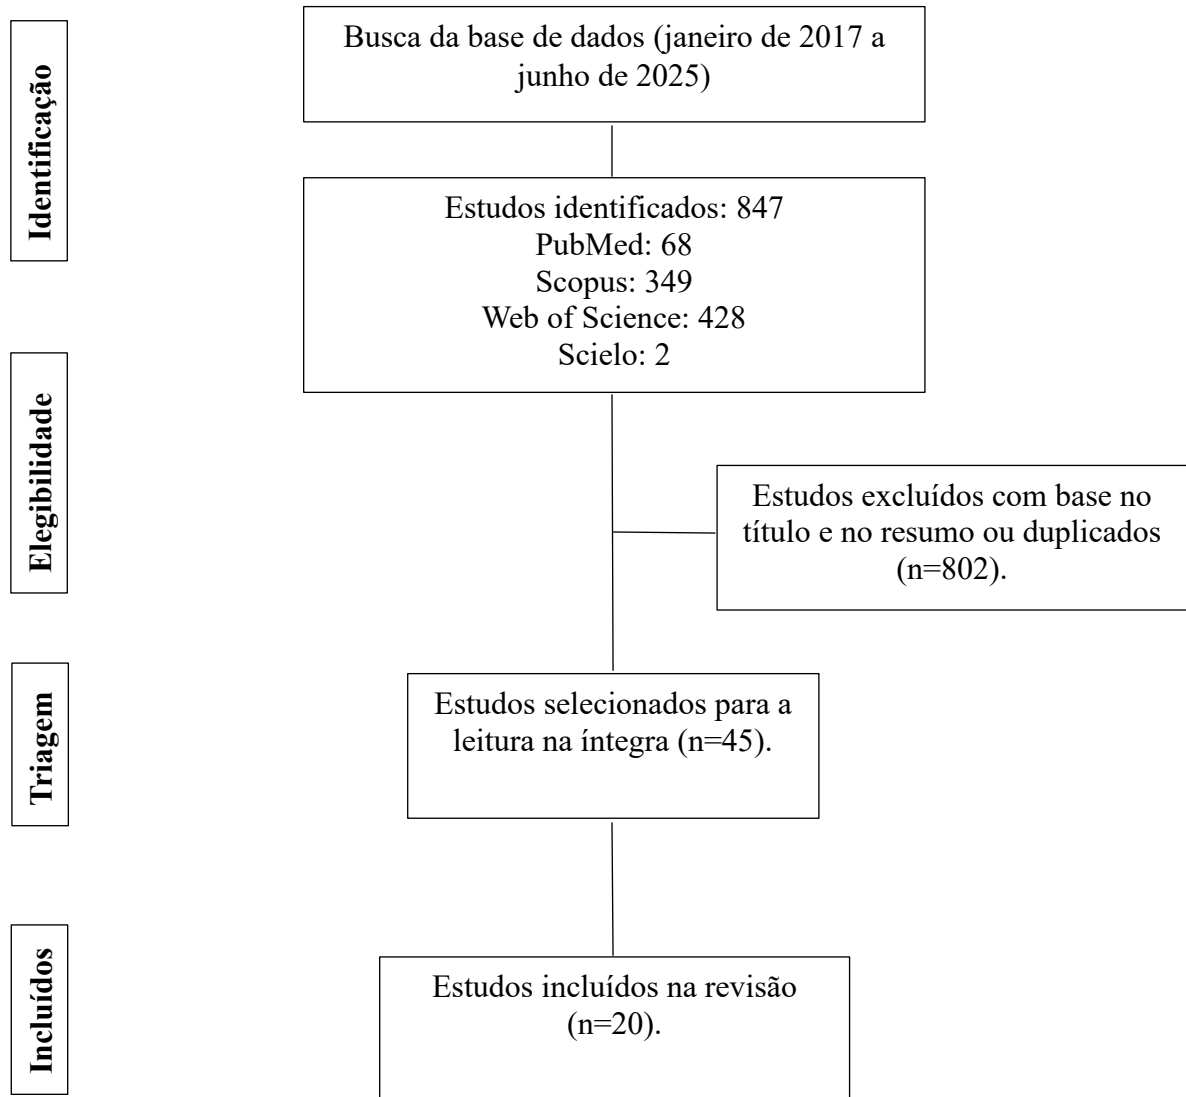 Identificação
Busca da base de dados (janeiro de 2017 a
junho de 2025)
Estudos identificados: 847
PubMed: 68
Scopus: 349
Web of Science: 428
Scielo: 2
Elegibilidade
Estudos excluídos com base no
título e no resumo ou duplicados
(n=802).
Triagem
Estudos selecionados para a
leitura na íntegra (n=45).
Incluídos
Estudos incluídos na revisão
(n=20).